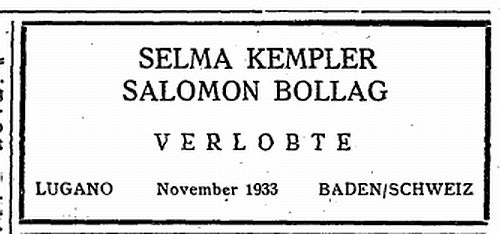 SELMA KEMPLER
SALOMON BOLLAG
VERLOBTE
LUGANO November 1933 BADEN/SCHWEIZ